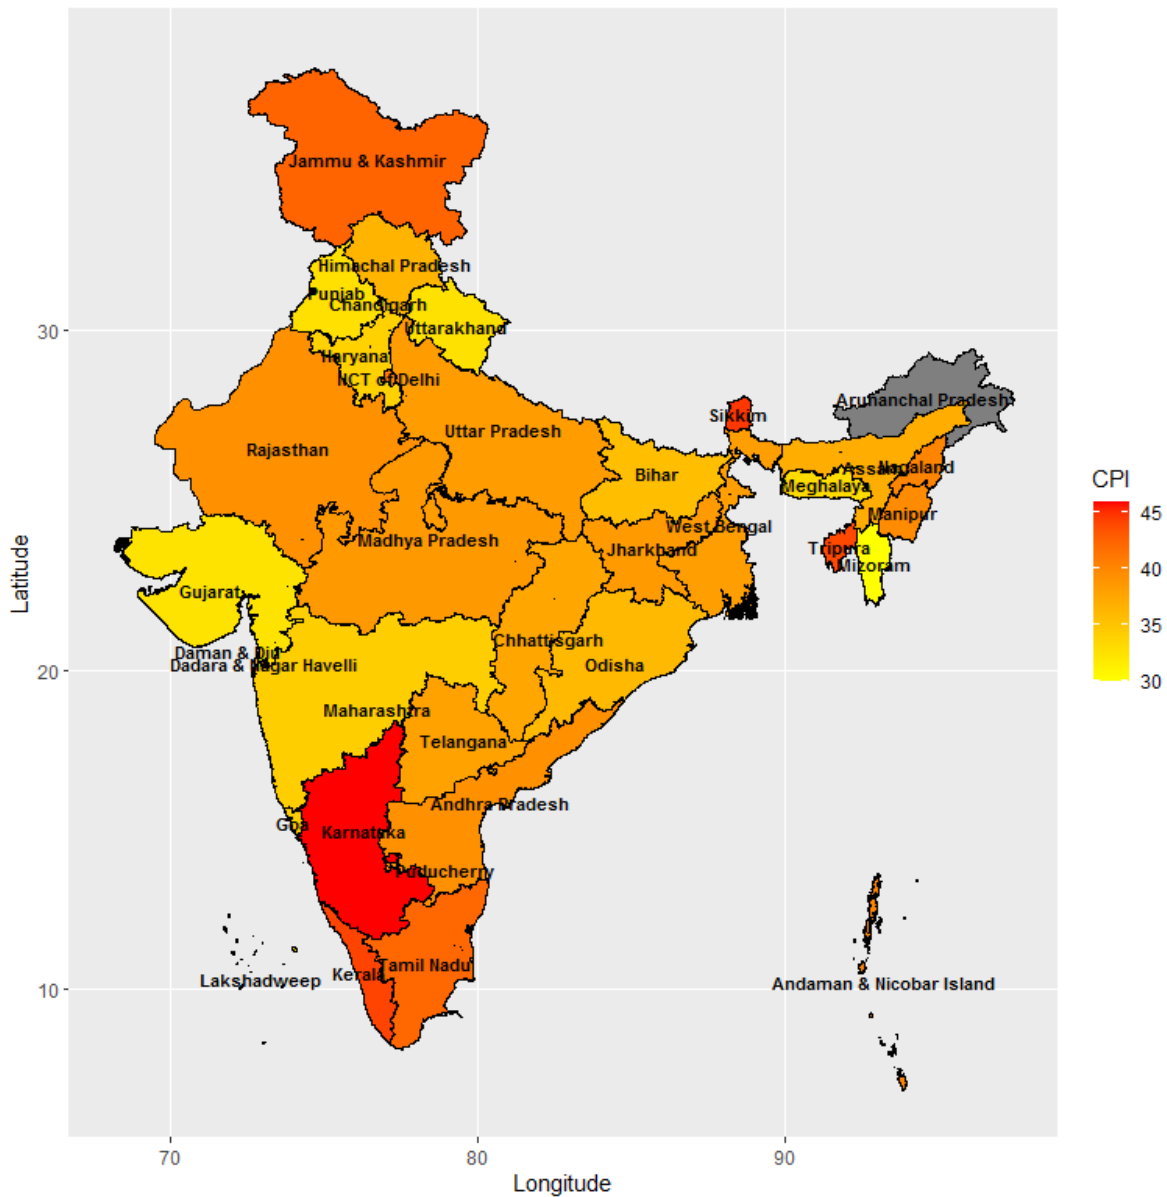 Jammu & Kashmir
Himachal Pradesh
Punjab
Chandigarh
Uttarakhand
30
Haryana
NCT of Delhi
Arunanchal Pradesh
Sikkim
Uttar Pradesh
Rajasthan
Bihar
Assam
Nagaland
Meghalaya
CPI
45
40
35
30
Manipur
West Bengal
Madhya Pradesh
Jharkhand
Tripura
Mizoram
Gujarat
Chhattisgarh
Daman & Diu
Dadara & Nagar Havelli
Odisha
20
Maharashtra
Telangana
Andhra Pradesh
Goa
Karnataka
Puducherry
Tamil Nadu
Kerala
Lakshadweep
Andaman & Nicobar Island
10
Latitude
70
80
90
Longitude